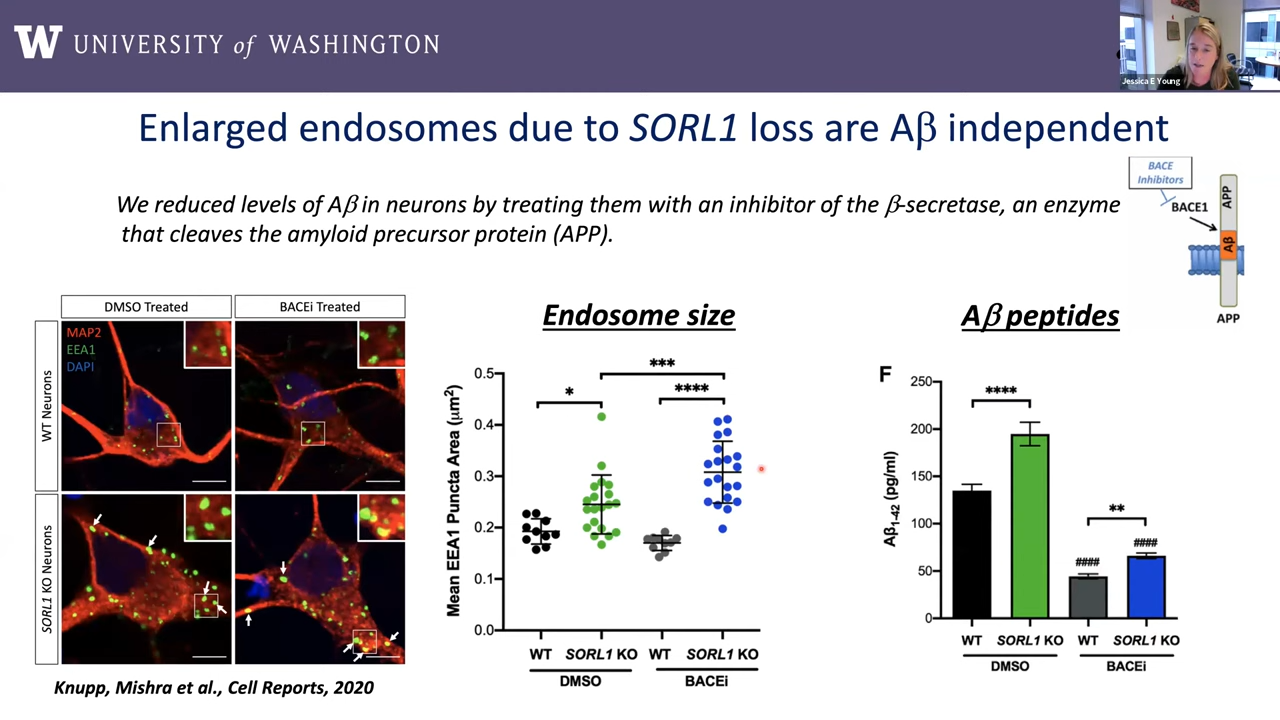 W UNIVERSITY of WASHINGTON
Jessica E Young
Enlarged endosomes due to SORL1 loss are Aβ independent
We reduced levels of Aβ in neurons by treating them with an inhibitor of the β-secretase, an enzyme
that cleaves the amyloid precursor protein (APP).
BACE
Inhibitors
BACE1
APP
Aβ
APP
DMSO Treated
BACEi Treated
WT Neurons
SORL1 KO Neurons
MAP2
EEA1
DAPI
Knupp, Mishra et al., Cell Reports, 2020
Endosome size
Mean EEA1 Puncta Area (μm²)
0.5
0.4
0.3
0.2
0.1
0.0
*
***
****
WT SORL1 KO WT SORL1 KO
DMSO BACEi
Aβ peptides
F
Aβ1-42 (pg/ml)
250
200
150
100
50
0
****
**
####
####
WT SORL1 KO WT SORL1 KO
DMSO BACEi